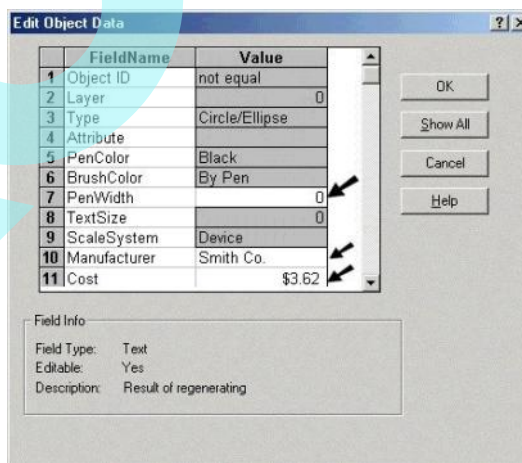 Edit Object Data ? ×
FieldName Value
1 Object ID not equal
2 Layer 0
3 Type Circle/Ellipse
4 Attribute
5 PenColor Black
6 BrushColor By Pen
7 PenWidth 0
8 TextSize 0
9 ScaleSystem Device
10 Manufacturer Smith Co.
11 Cost $3.62
OK
Show All
Cancel
Help
Field Info
Field Type: Text
Editable: Yes
Description: Result of regenerating